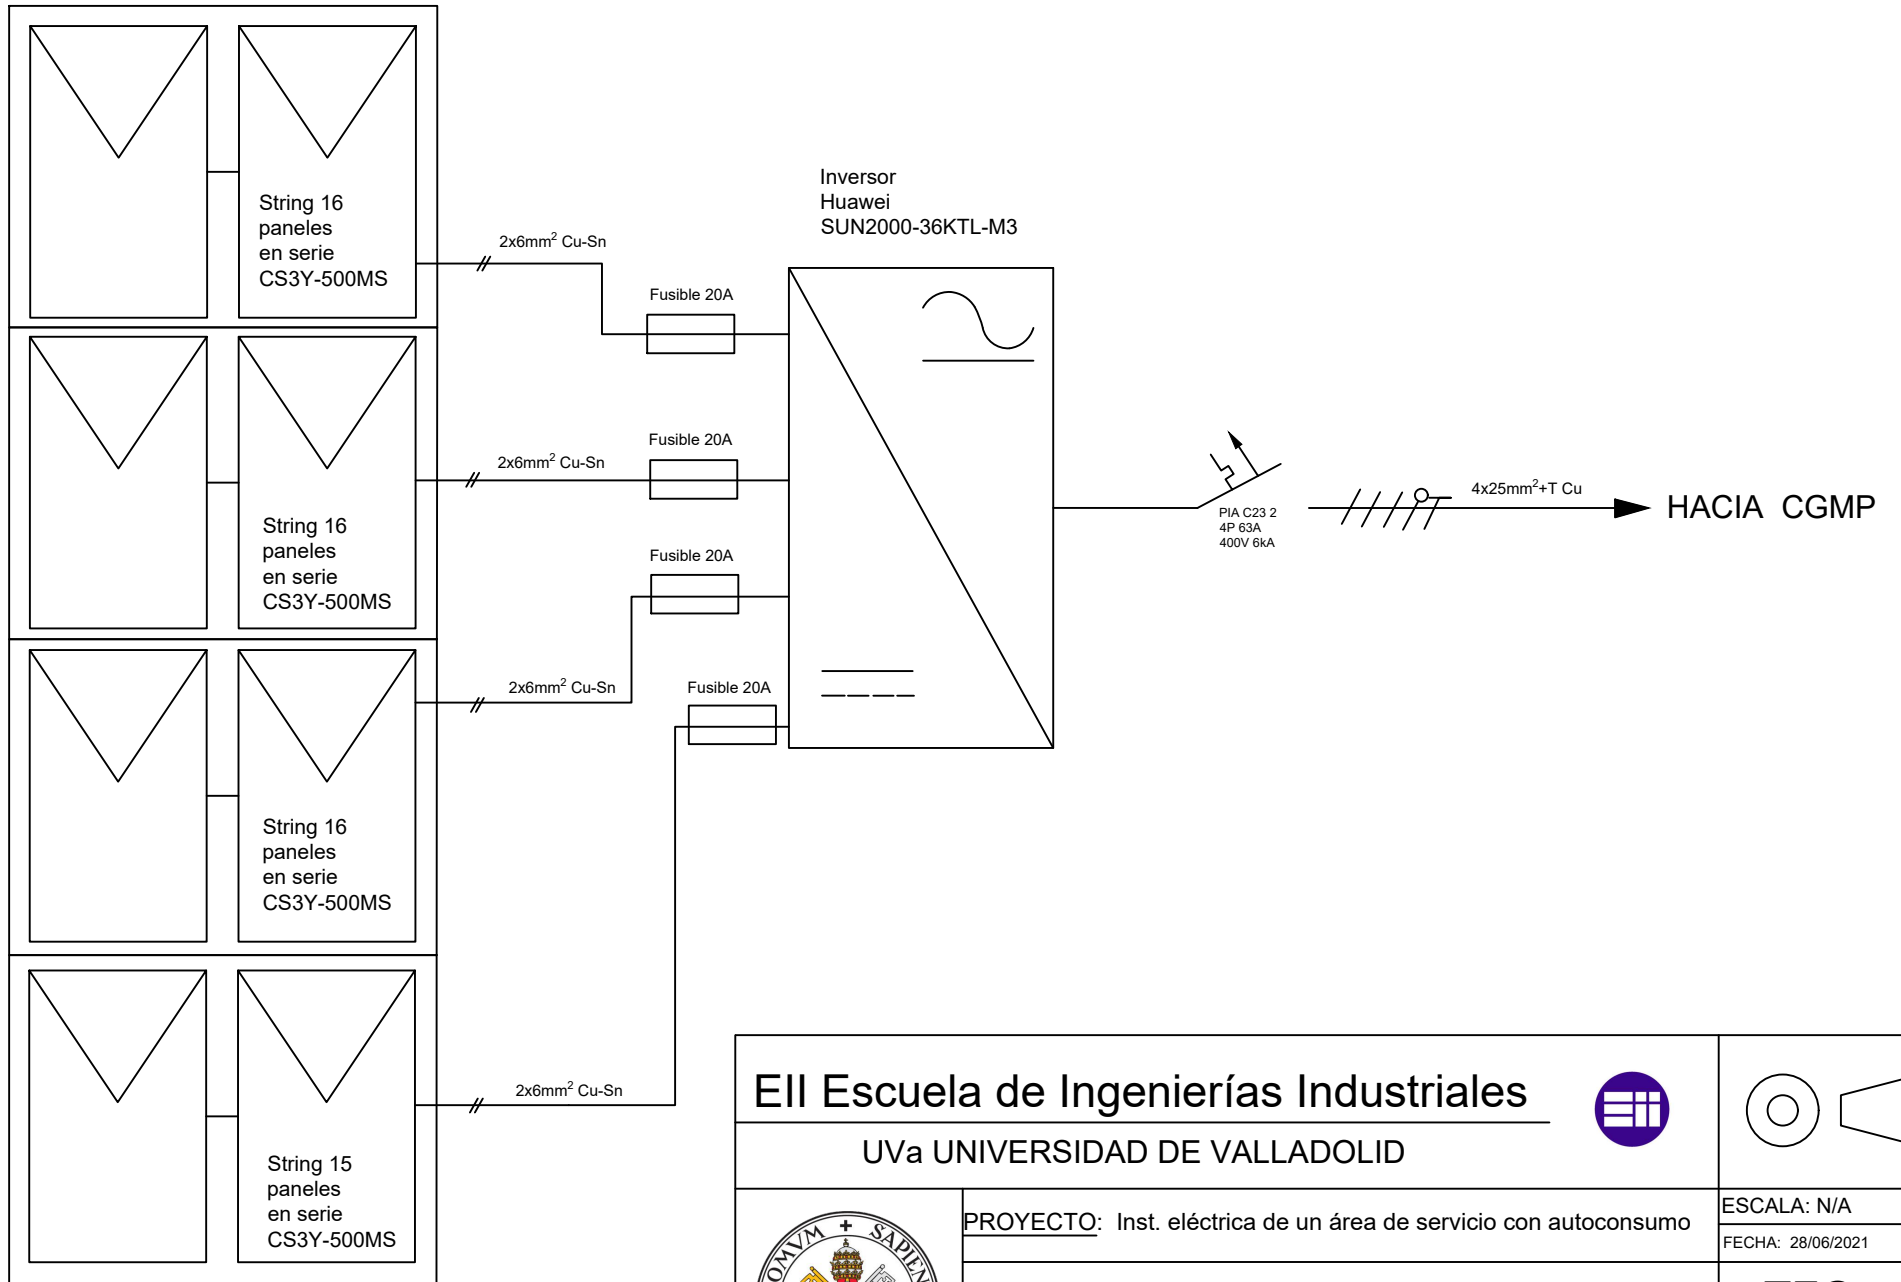 String 16
paneles
en serie
CS3Y-500MS
2x6mm² Cu-Sn
Fusible 20A
Inversor
Huawei
SUN2000-36KTL-M3
String 16
paneles
en serie
CS3Y-500MS
2x6mm² Cu-Sn
Fusible 20A
String 16
paneles
en serie
CS3Y-500MS
2x6mm² Cu-Sn
Fusible 20A
String 15
paneles
en serie
CS3Y-500MS
2x6mm² Cu-Sn
Fusible 20A
PIA C23 2
4P 63A
400V 6kA
4x25mm²+T Cu
HACIA CGMP
EII Escuela de Ingenierías Industriales
UVa UNIVERSIDAD DE VALLADOLID
PROYECTO: Inst. eléctrica de un área de servicio con autoconsumo
ESCALA: N/A
FECHA: 28/06/2021